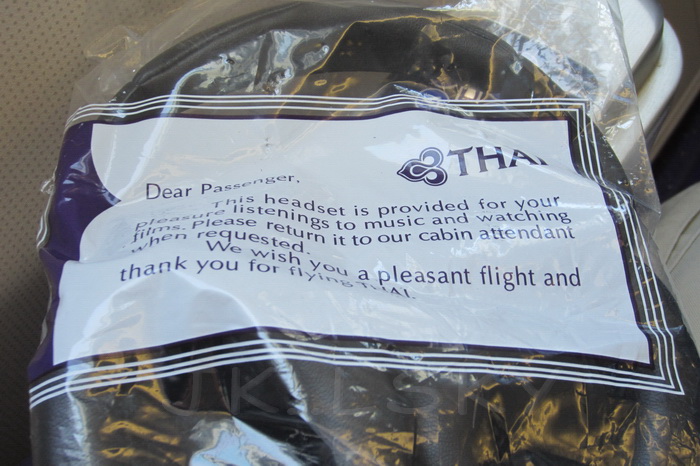 THAI
Dear Passenger,
This headset is provided for your
pleasure listenings to music and watching
films. Please return it to our cabin attendant
when requested.
We wish you a pleasant flight and
thank you for flying THAI.